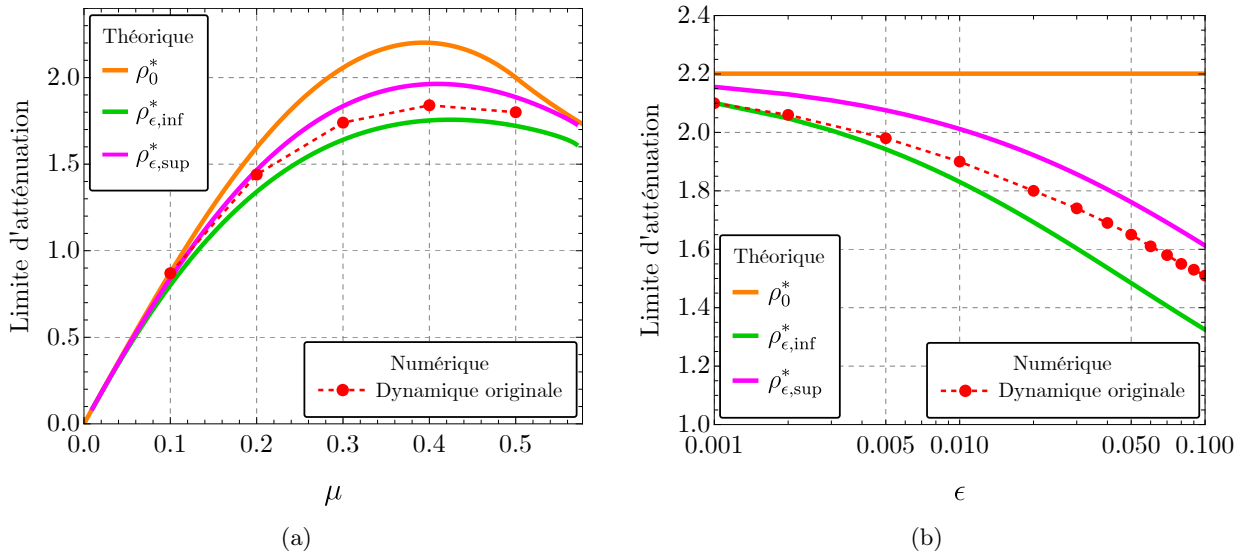 Limite d'atténuation
2.0
1.5
1.0
0.5
0.0
0.0 0.1 0.2 0.3 0.4 0.5
μ
Théorique
ρ*0
ρ*ϵ,inf
ρ*ϵ,sup
Numérique
Dynamique originale
(a)
Limite d'atténuation
2.4
2.2
2.0
1.8
1.6
1.4
1.2
1.0
0.001 0.005 0.010 0.050 0.100
ϵ
Théorique
ρ*0
ρ*ϵ,inf
ρ*ϵ,sup
Numérique
Dynamique originale
(b)